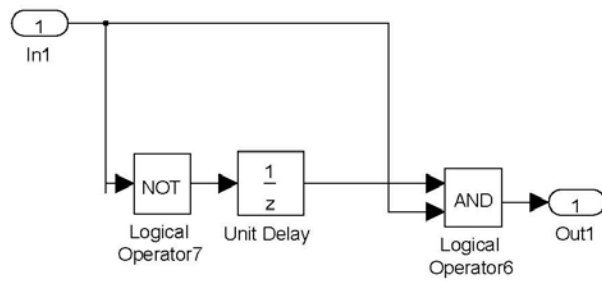 1
In1
NOT
Logical
Operator7
1
z
Unit Delay
AND
Logical
Operator6
1
Out1